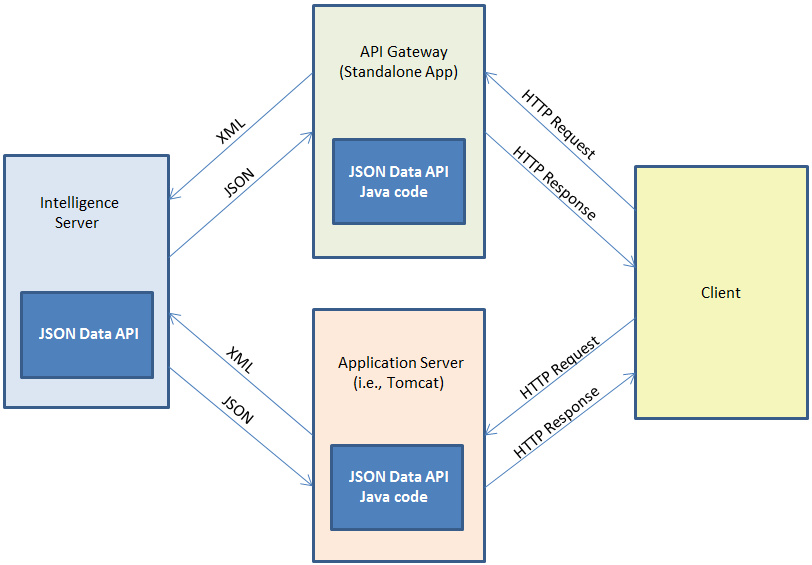 API Gateway
(Standalone App)
JSON Data API
Java code
XML
JSON
HTTP Request
HTTP Response
Intelligence
Server
JSON Data API
Client
XML
JSON
Application Server
(i.e., Tomcat)
JSON Data API
Java code
HTTP Request
HTTP Response